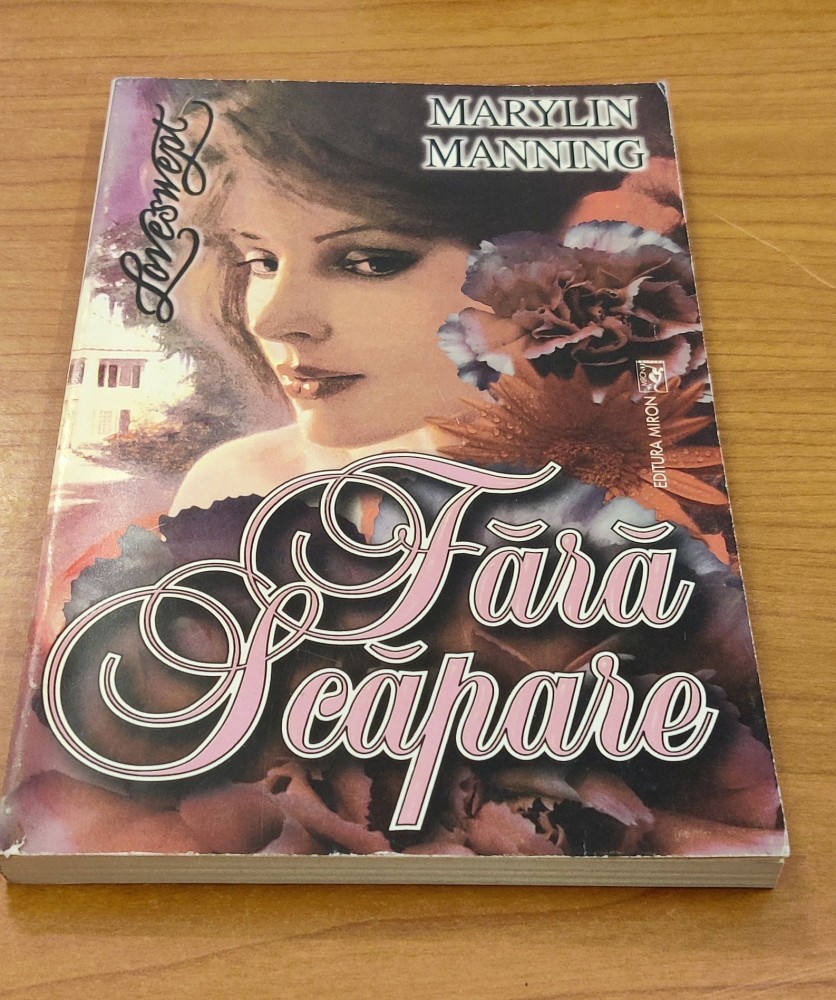 MARYLIN
MANNING
Loveswept
EDITURA MIRON
Fără
Scăpare